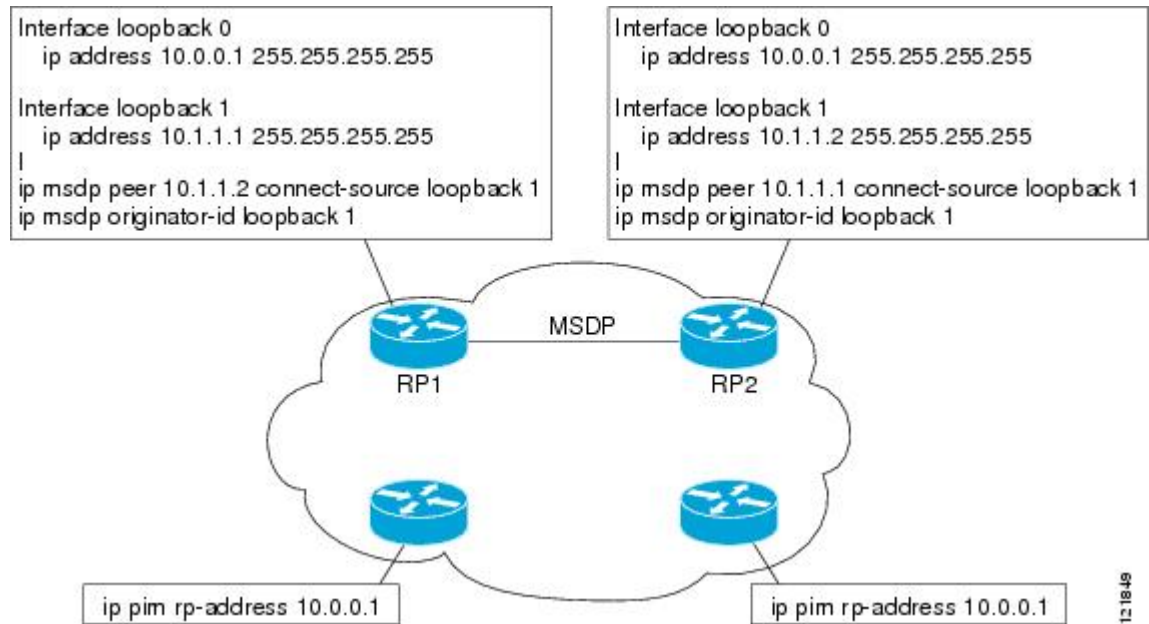 Interface loopback 0
ip address 10.0.0.1 255.255.255.255
Interface loopback 1
ip address 10.1.1.1 255.255.255.255
!
ip msdp peer 10.1.1.2 connect-source loopback 1
ip msdp originator-id loopback 1
Interface loopback 0
ip address 10.0.0.1 255.255.255.255
Interface loopback 1
ip address 10.1.1.2 255.255.255.255
!
ip msdp peer 10.1.1.1 connect-source loopback 1
ip msdp originator-id loopback 1
MSDP
RP1
RP2
ip pim rp-address 10.0.0.1
ip pim rp-address 10.0.0.1
121849